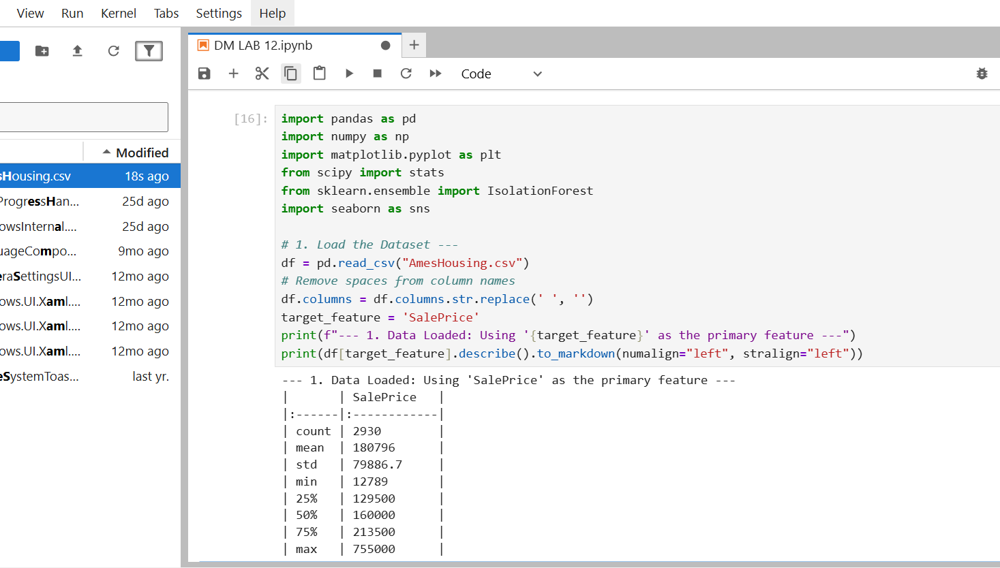 View Run Kernel Tabs Settings Help
DM LAB 12.ipynb
Code
Modified
sHousing.csv 18s ago
ProgressHan... 25d ago
owsInternal.... 25d ago
uageCompo... 9mo ago
eraSettingsUI... 12mo ago
ows.UI.Xaml.... 12mo ago
ows.UI.Xaml.... 12mo ago
ows.UI.Xaml.... 12mo ago
eSystemToas... last yr.
[16]:
import pandas as pd
import numpy as np
import matplotlib.pyplot as plt
from scipy import stats
from sklearn.ensemble import IsolationForest
import seaborn as sns
# 1. Load the Dataset ---
df = pd.read_csv("AmesHousing.csv")
# Remove spaces from column names
df.columns = df.columns.str.replace(' ', '')
target_feature = 'SalePrice'
print(f"--- 1. Data Loaded: Using '{target_feature}' as the primary feature ---")
print(df[target_feature].describe().to_markdown(numalign="left", stralign="left"))
--- 1. Data Loaded: Using 'SalePrice' as the primary feature ---
|       | SalePrice   |
|:------|:------------|
| count | 2930        |
| mean  | 180796      |
| std   | 79886.7     |
| min   | 12789       |
| 25%   | 129500      |
| 50%   | 160000      |
| 75%   | 213500      |
| max   | 755000      |